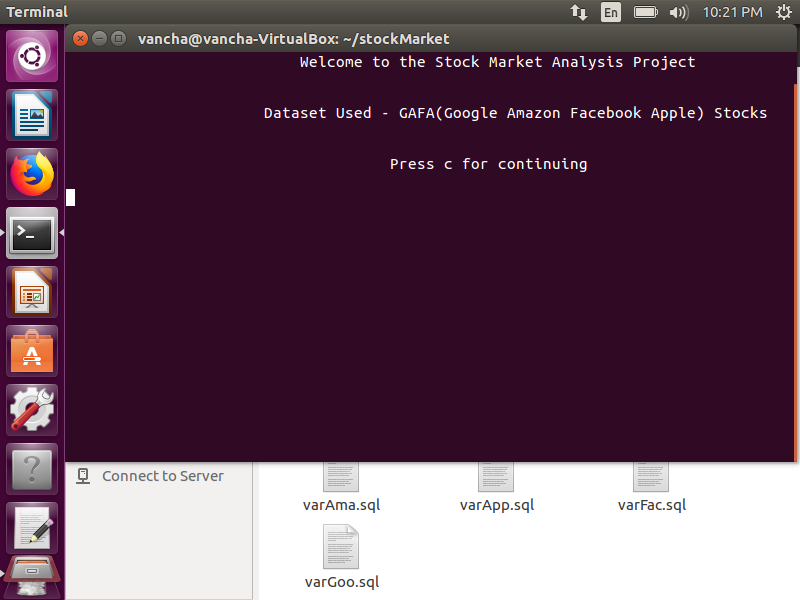 Terminal
En
10:21 PM
vancha@vancha-VirtualBox: ~/stockMarket
Welcome to the Stock Market Analysis Project
Dataset Used - GAFA(Google Amazon Facebook Apple) Stocks
Press c for continuing
Connect to Server
varAma.sql
varApp.sql
varFac.sql
varGoo.sql